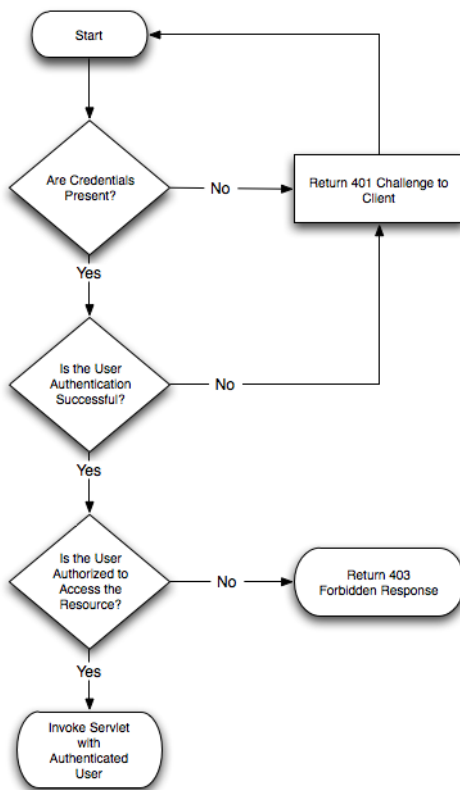 Start
Are Credentials
Present?
No
Return 401 Challenge to
Client
Yes
Is the User
Authentication
Successful?
No
Yes
Is the User
Authorized to
Access the
Resource?
No
Return 403
Forbidden Response
Yes
Invoke Servlet
with
Authenticated
User